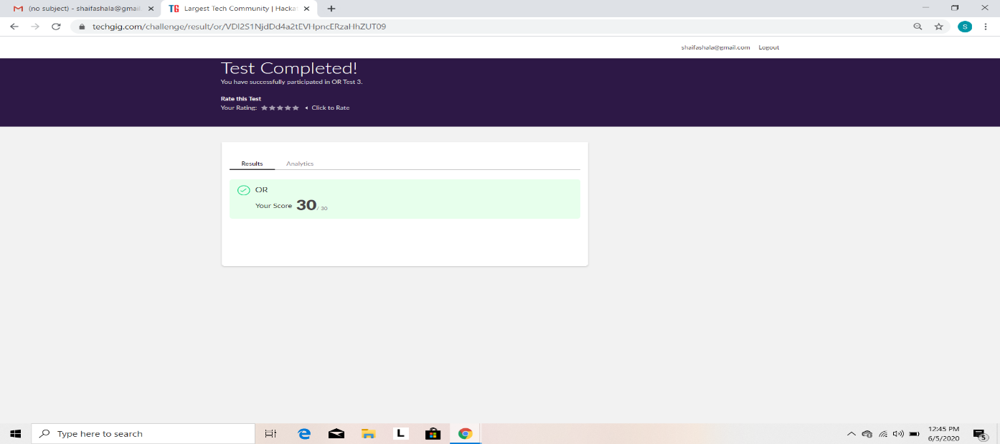 (no subject) - shaifashala@gmail
TG Largest Tech Community | Hacka
techgig.com/challenge/result/or/VDI2S1NjdDd4a2tEVHpncERzaHhZUT09
S
shaifashala@gmail.com Logout
Test Completed!
You have successfully participated in OR Test 3.
Rate this Test
Your Rating: Click to Rate
Results Analytics
OR
Your Score 30 / 30
Type here to search
L
12:45 PM
6/5/2020
5